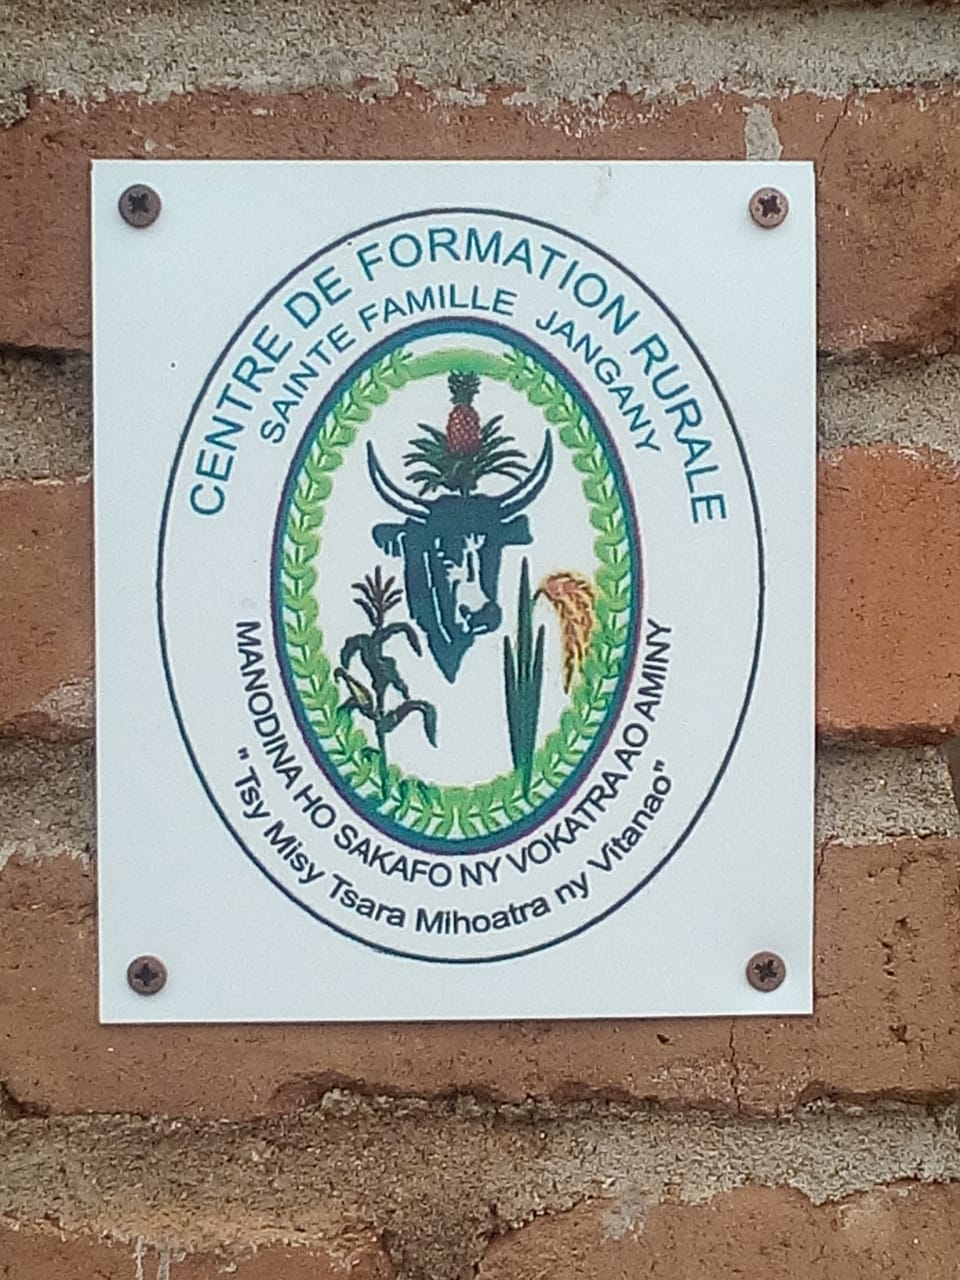 CENTRE DE FORMATION RURALE
SAINTE FAMILLE JANGANY
MANODINA HO SAKAFO NY VOKATRA AO AMINY
" Tsy Misy Tsara Mihoatra ny Vitanao"